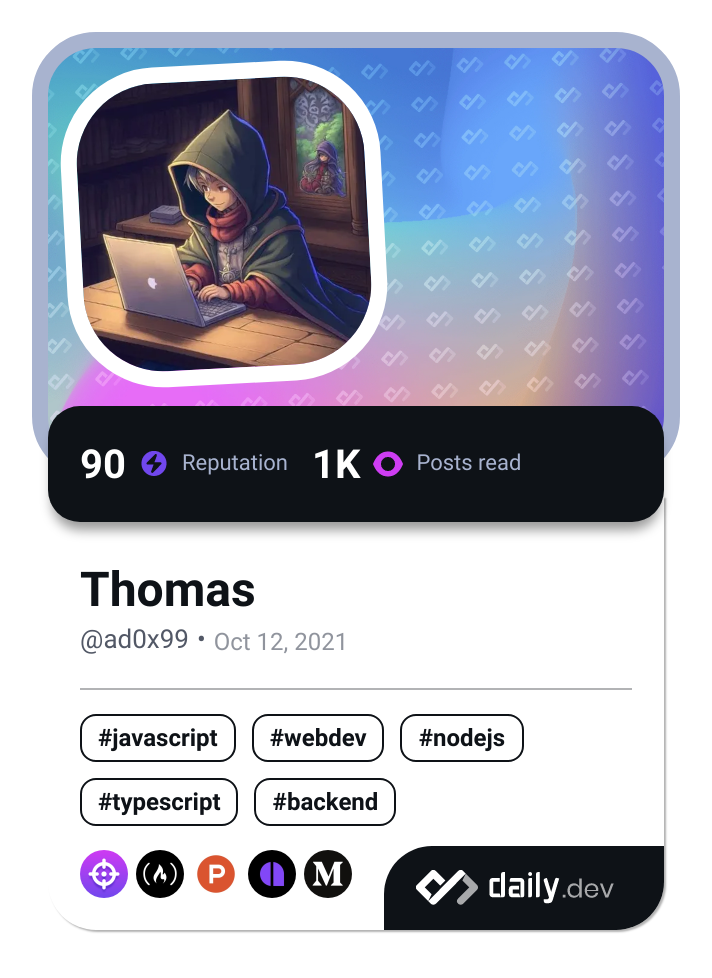 90 Reputation 1K Posts read
Thomas
@ad0x99 • Oct 12, 2021
#javascript #webdev #nodejs
#typescript #backend
P M
daily.dev